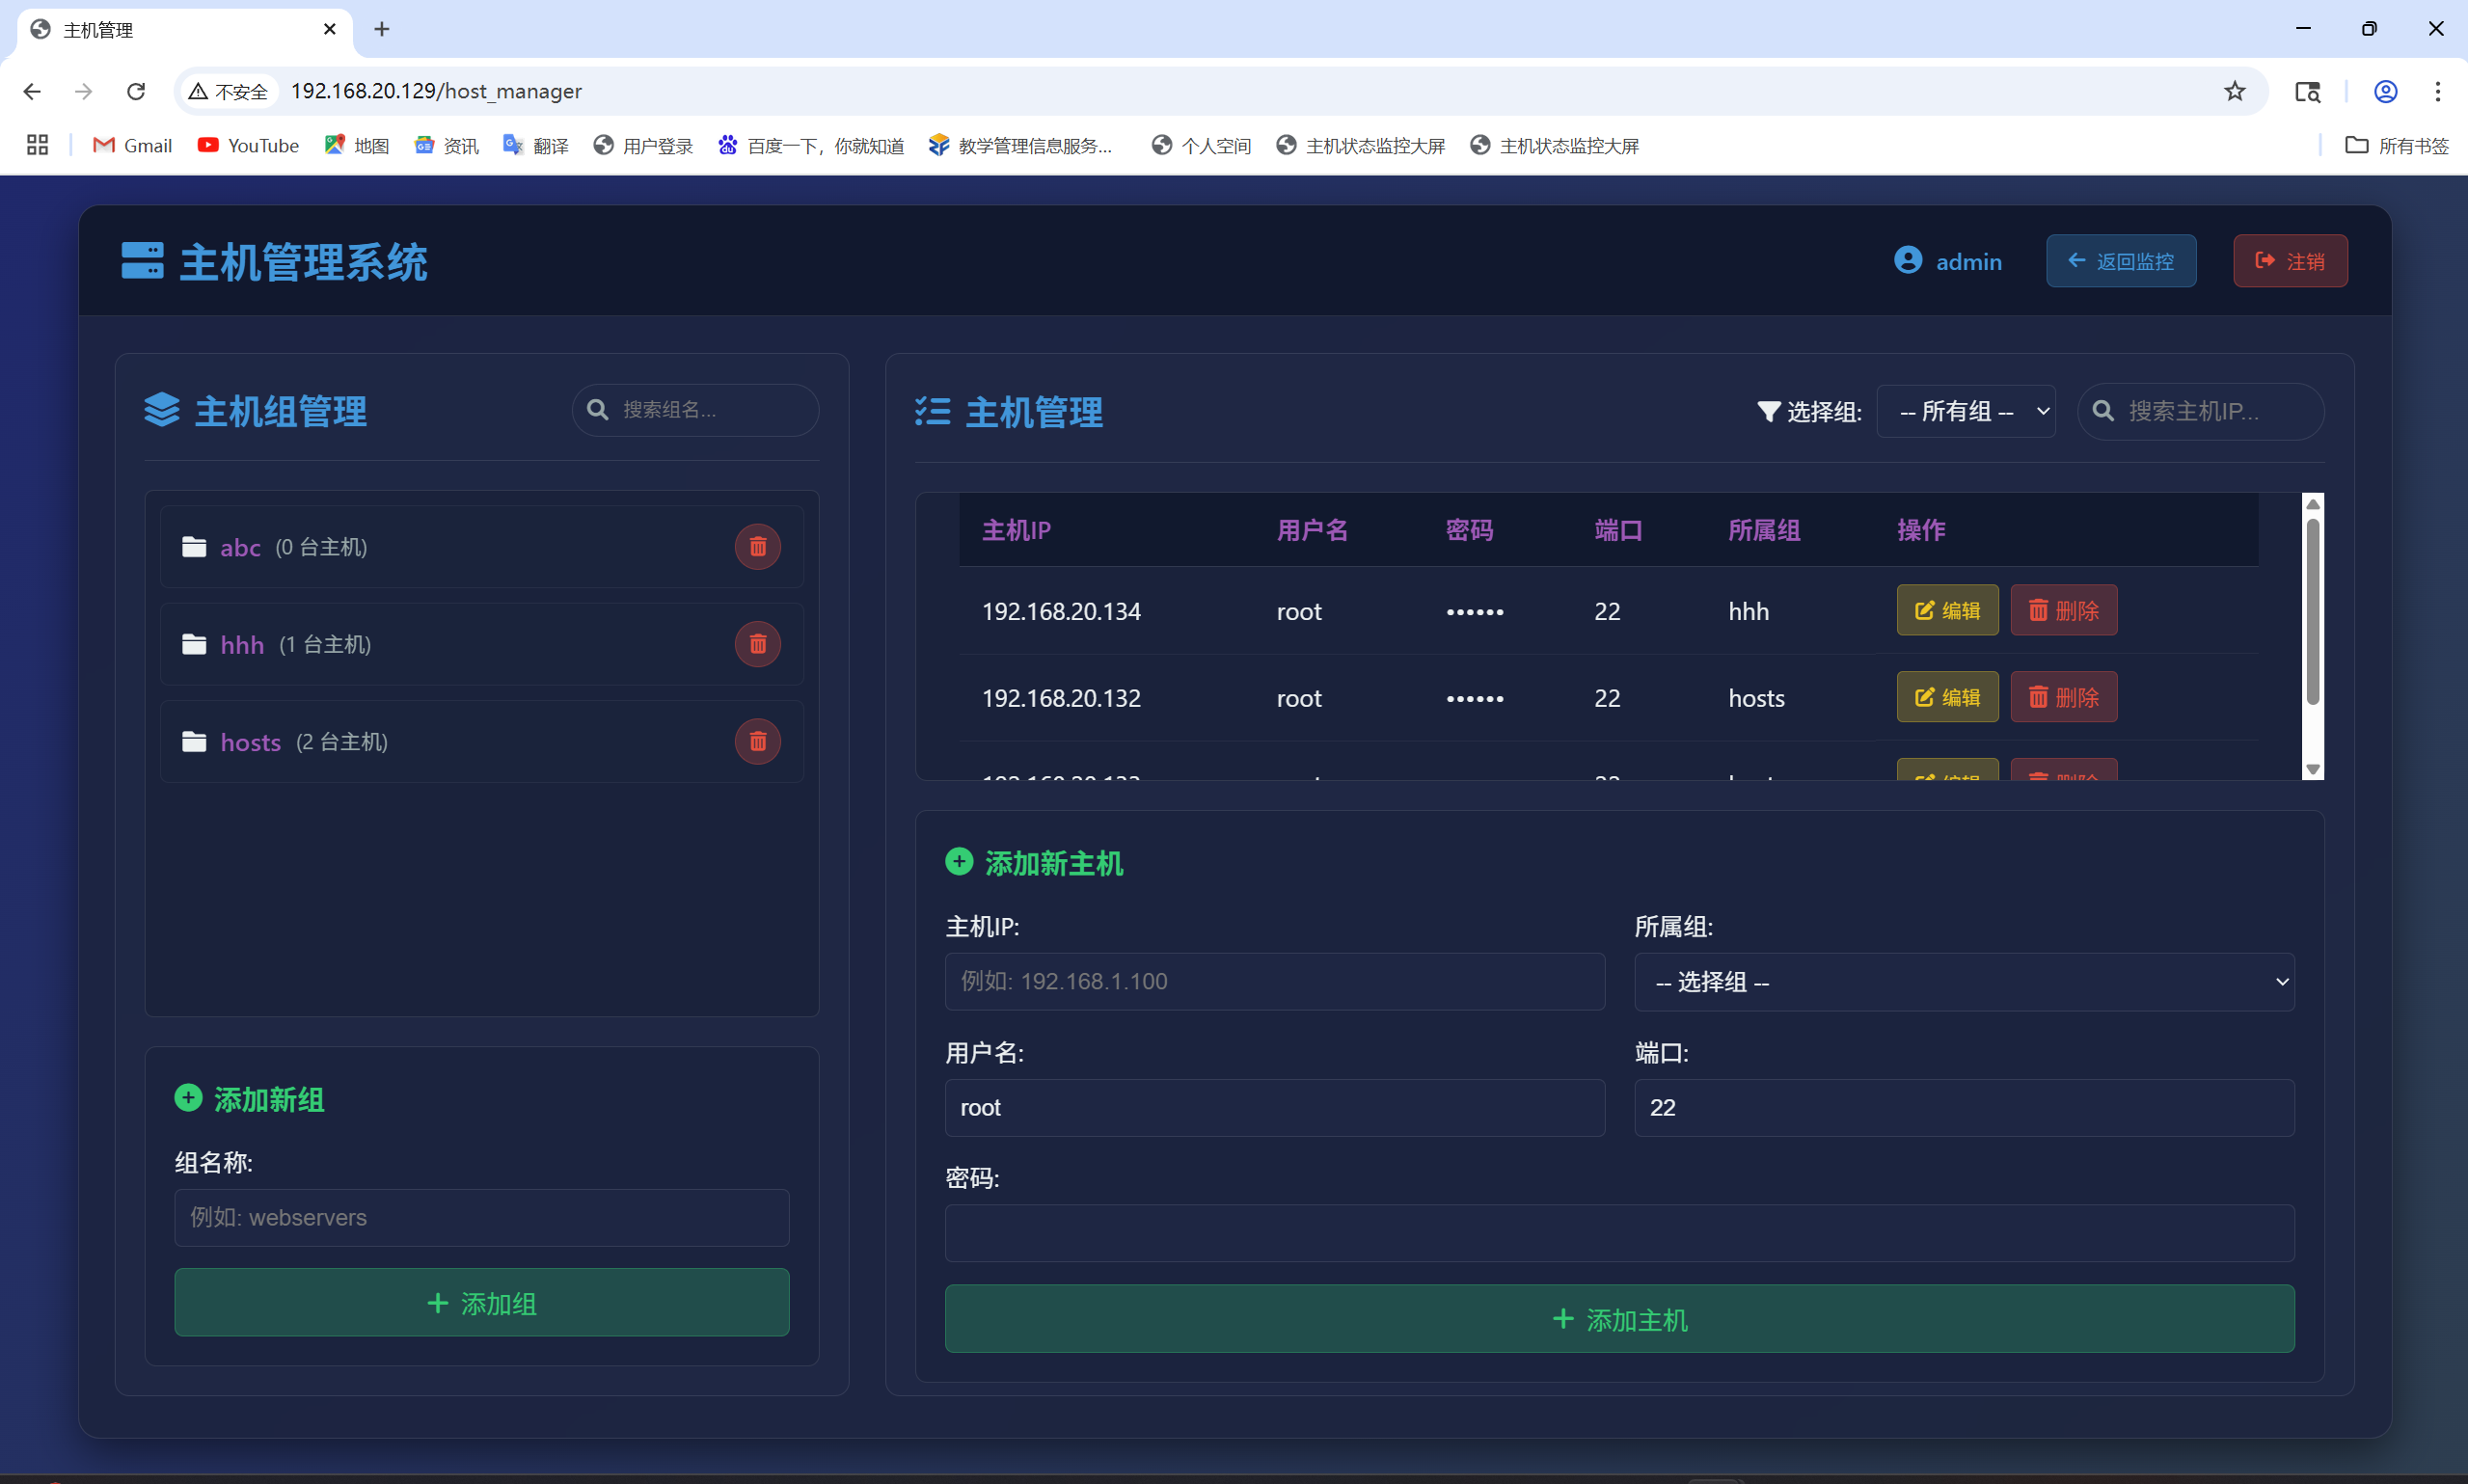 主机管理
不安全 192.168.20.129/host_manager
Gmail YouTube 地图 资讯 翻译 用户登录 百度一下，你就知道 教学管理信息服务... 个人空间 主机状态监控大屏 主机状态监控大屏 所有书签
主机管理系统
admin 返回监控 注销
主机组管理 搜索组名...
abc (0 台主机)
hhh (1 台主机)
hosts (2 台主机)
添加新组
组名称:
例如: webservers
添加组
主机管理 选择组: -- 所有组 -- 搜索主机IP...
主机IP 用户名 密码 端口 所属组 操作
192.168.20.134 root •••••• 22 hhh 编辑 删除
192.168.20.132 root •••••• 22 hosts 编辑 删除
添加新主机
主机IP: 所属组:
例如: 192.168.1.100 -- 选择组 --
用户名: 端口:
root 22
密码:
添加主机